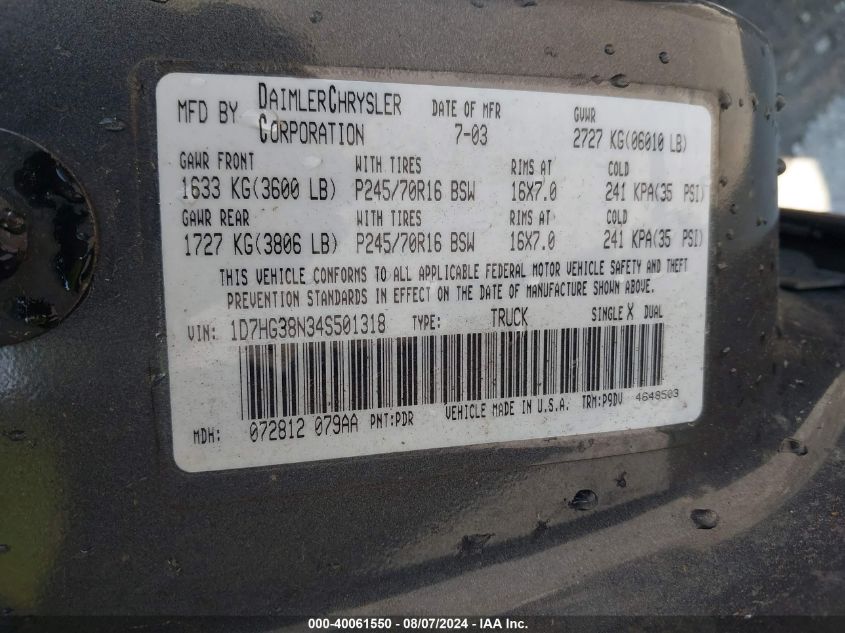 MFD BY DAIMLERCHRYSLER CORPORATION DATE OF MFR 7-03 GVWR 2727 KG(06010 LB)
GAWR FRONT WITH TIRES RIMS AT COLD
1633 KG(3600 LB) P245/70R16 BSW 16X7.0 241 KPA(35 PSI)
GAWR REAR WITH TIRES RIMS AT COLD
1727 KG(3806 LB) P245/70R16 BSW 16X7.0 241 KPA(35 PSI)
THIS VEHICLE CONFORMS TO ALL APPLICABLE FEDERAL MOTOR VEHICLE SAFETY AND THEFT
PREVENTION STANDARDS IN EFFECT ON THE DATE OF MANUFACTURE SHOWN ABOVE.
VIN: 1D7HG38N34S501318 TYPE: TRUCK SINGLE X DUAL
MDH: 072812 079AA PNT:PDR VEHICLE MADE IN U.S.A. TRM:P9DV 4648503
000-40061550 - 08/07/2024 - IAAI.com.